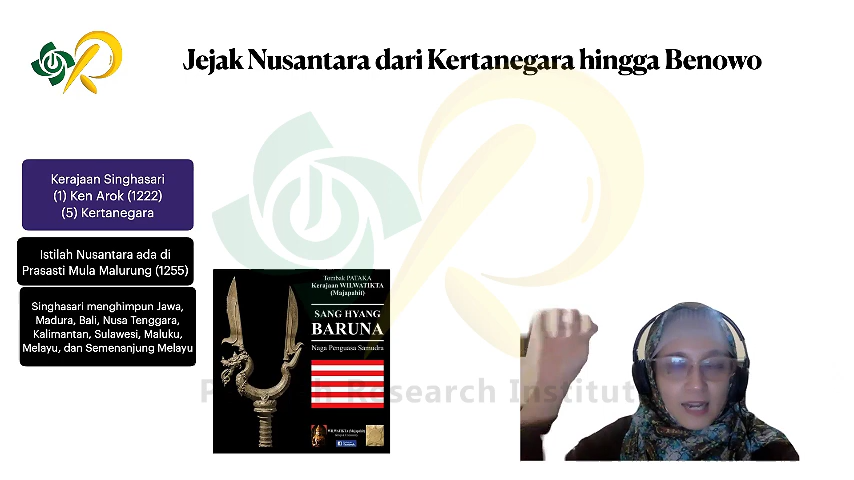 Jejak Nusantara dari Kertanegara hingga Benowo
Kerajaan Singhasari
(1) Ken Arok (1222)
(5) Kertanegara
Istilah Nusantara ada di
Prasasti Mula Malurung (1255)
Singhasari menghimpun Jawa,
Madura, Bali, Nusa Tenggara,
Kalimantan, Sulawesi, Maluku,
Melayu, dan Semenanjung Melayu
Tombak PATAKA
Kerajaan WILWATIKTA
(Majapahit)
SANG HYANG
BARUNA
Naga Penguasa Samudra
WILWATIKTA (Majapahit)
Research Institut